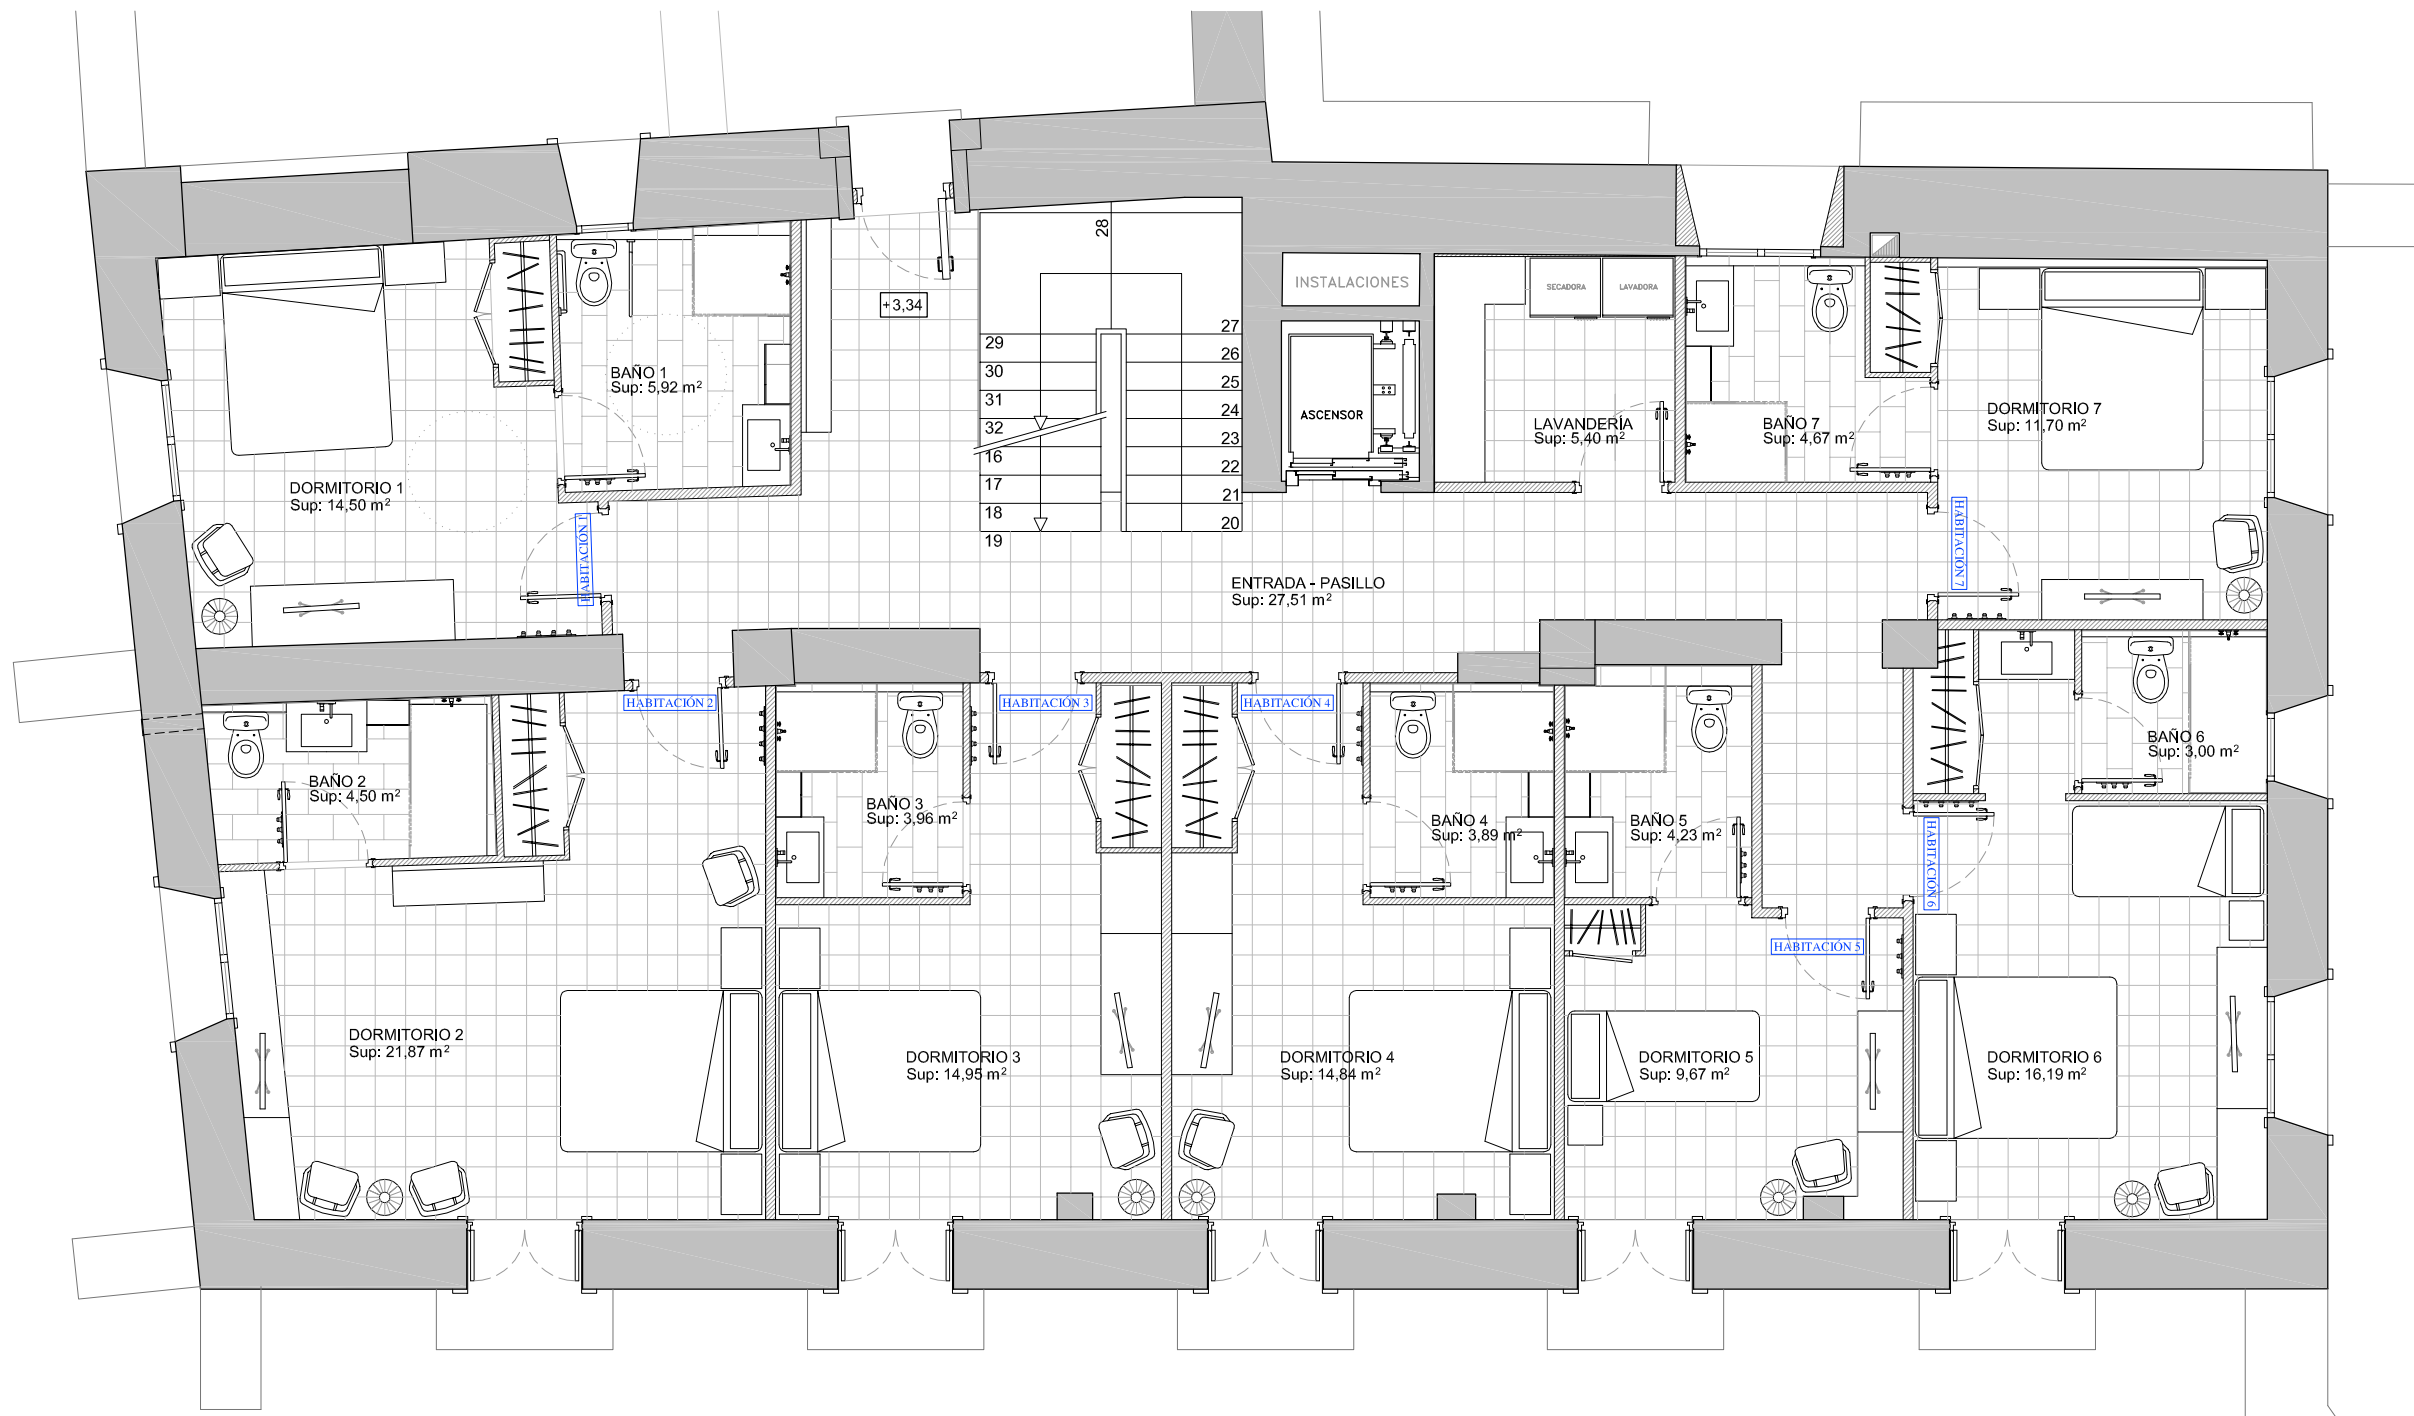 28
INSTALACIONES
SECADORA
LAVADORA
+3,34
27
29
26
30
25
31
24
32
23
16
22
17
21
18
20
19
BAÑO 1
Sup: 5,92 m²
ASCENSOR
LAVANDERÍA
Sup: 5,40 m²
BAÑO 7
Sup: 4,67 m²
DORMITORIO 7
Sup: 11,70 m²
DORMITORIO 1
Sup: 14,50 m²
HABITACIÓN 1
HABITACIÓN 7
ENTRADA - PASILLO
Sup: 27,51 m²
HABITACIÓN 2
HABITACIÓN 3
HABITACIÓN 4
BAÑO 6
Sup: 3,00 m²
BAÑO 2
Sup: 4,50 m²
BAÑO 3
Sup: 3,96 m²
BAÑO 4
Sup: 3,89 m²
BAÑO 5
Sup: 4,23 m²
HABITACIÓN 6
HABITACIÓN 5
DORMITORIO 2
Sup: 21,87 m²
DORMITORIO 3
Sup: 14,95 m²
DORMITORIO 4
Sup: 14,84 m²
DORMITORIO 5
Sup: 9,67 m²
DORMITORIO 6
Sup: 16,19 m²